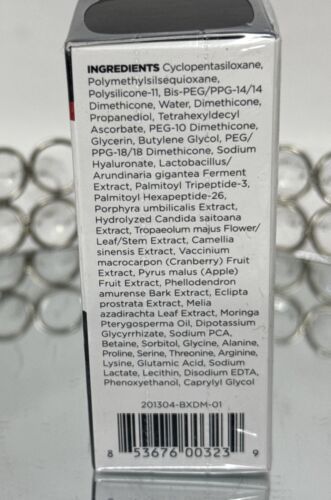 INGREDIENTS Cyclopentasiloxane,
Polymethylsilsequioxane,
Polysilicone-11, Bis-PEG/PPG-14/14
Dimethicone, Water, Dimethicone,
Propanediol, Tetrahexyldecyl
Ascorbate, PEG-10 Dimethicone,
Glycerin, Butylene Glycol, PEG/
PPG-18/18 Dimethicone, Sodium
Hyaluronate, Lactobacillus/
Arundinaria gigantea Ferment
Extract, Palmitoyl Tripeptide-3,
Palmitoyl Hexapeptide-26,
Porphyra umbilicalis Extract,
Hydrolyzed Candida saitoana
Extract, Tropaeolum majus Flower/
Leaf/Stem Extract, Camellia
sinensis Extract, Vaccinium
macrocarpon (Cranberry) Fruit
Extract, Pyrus malus (Apple)
Fruit Extract, Phellodendron
amurense Bark Extract, Eclipta
prostrata Extract, Melia
azadirachta Leaf Extract, Moringa
Pterygosperma Oil, Dipotassium
Glycyrrhizate, Sodium PCA,
Betaine, Sorbitol, Glycine, Alanine,
Proline, Serine, Threonine, Arginine,
Lysine, Glutamic Acid, Sodium
Lactate, Lecithin, Disodium EDTA,
Phenoxyethanol, Caprylyl Glycol
201304-BXDM-01
8 53676 00323 9